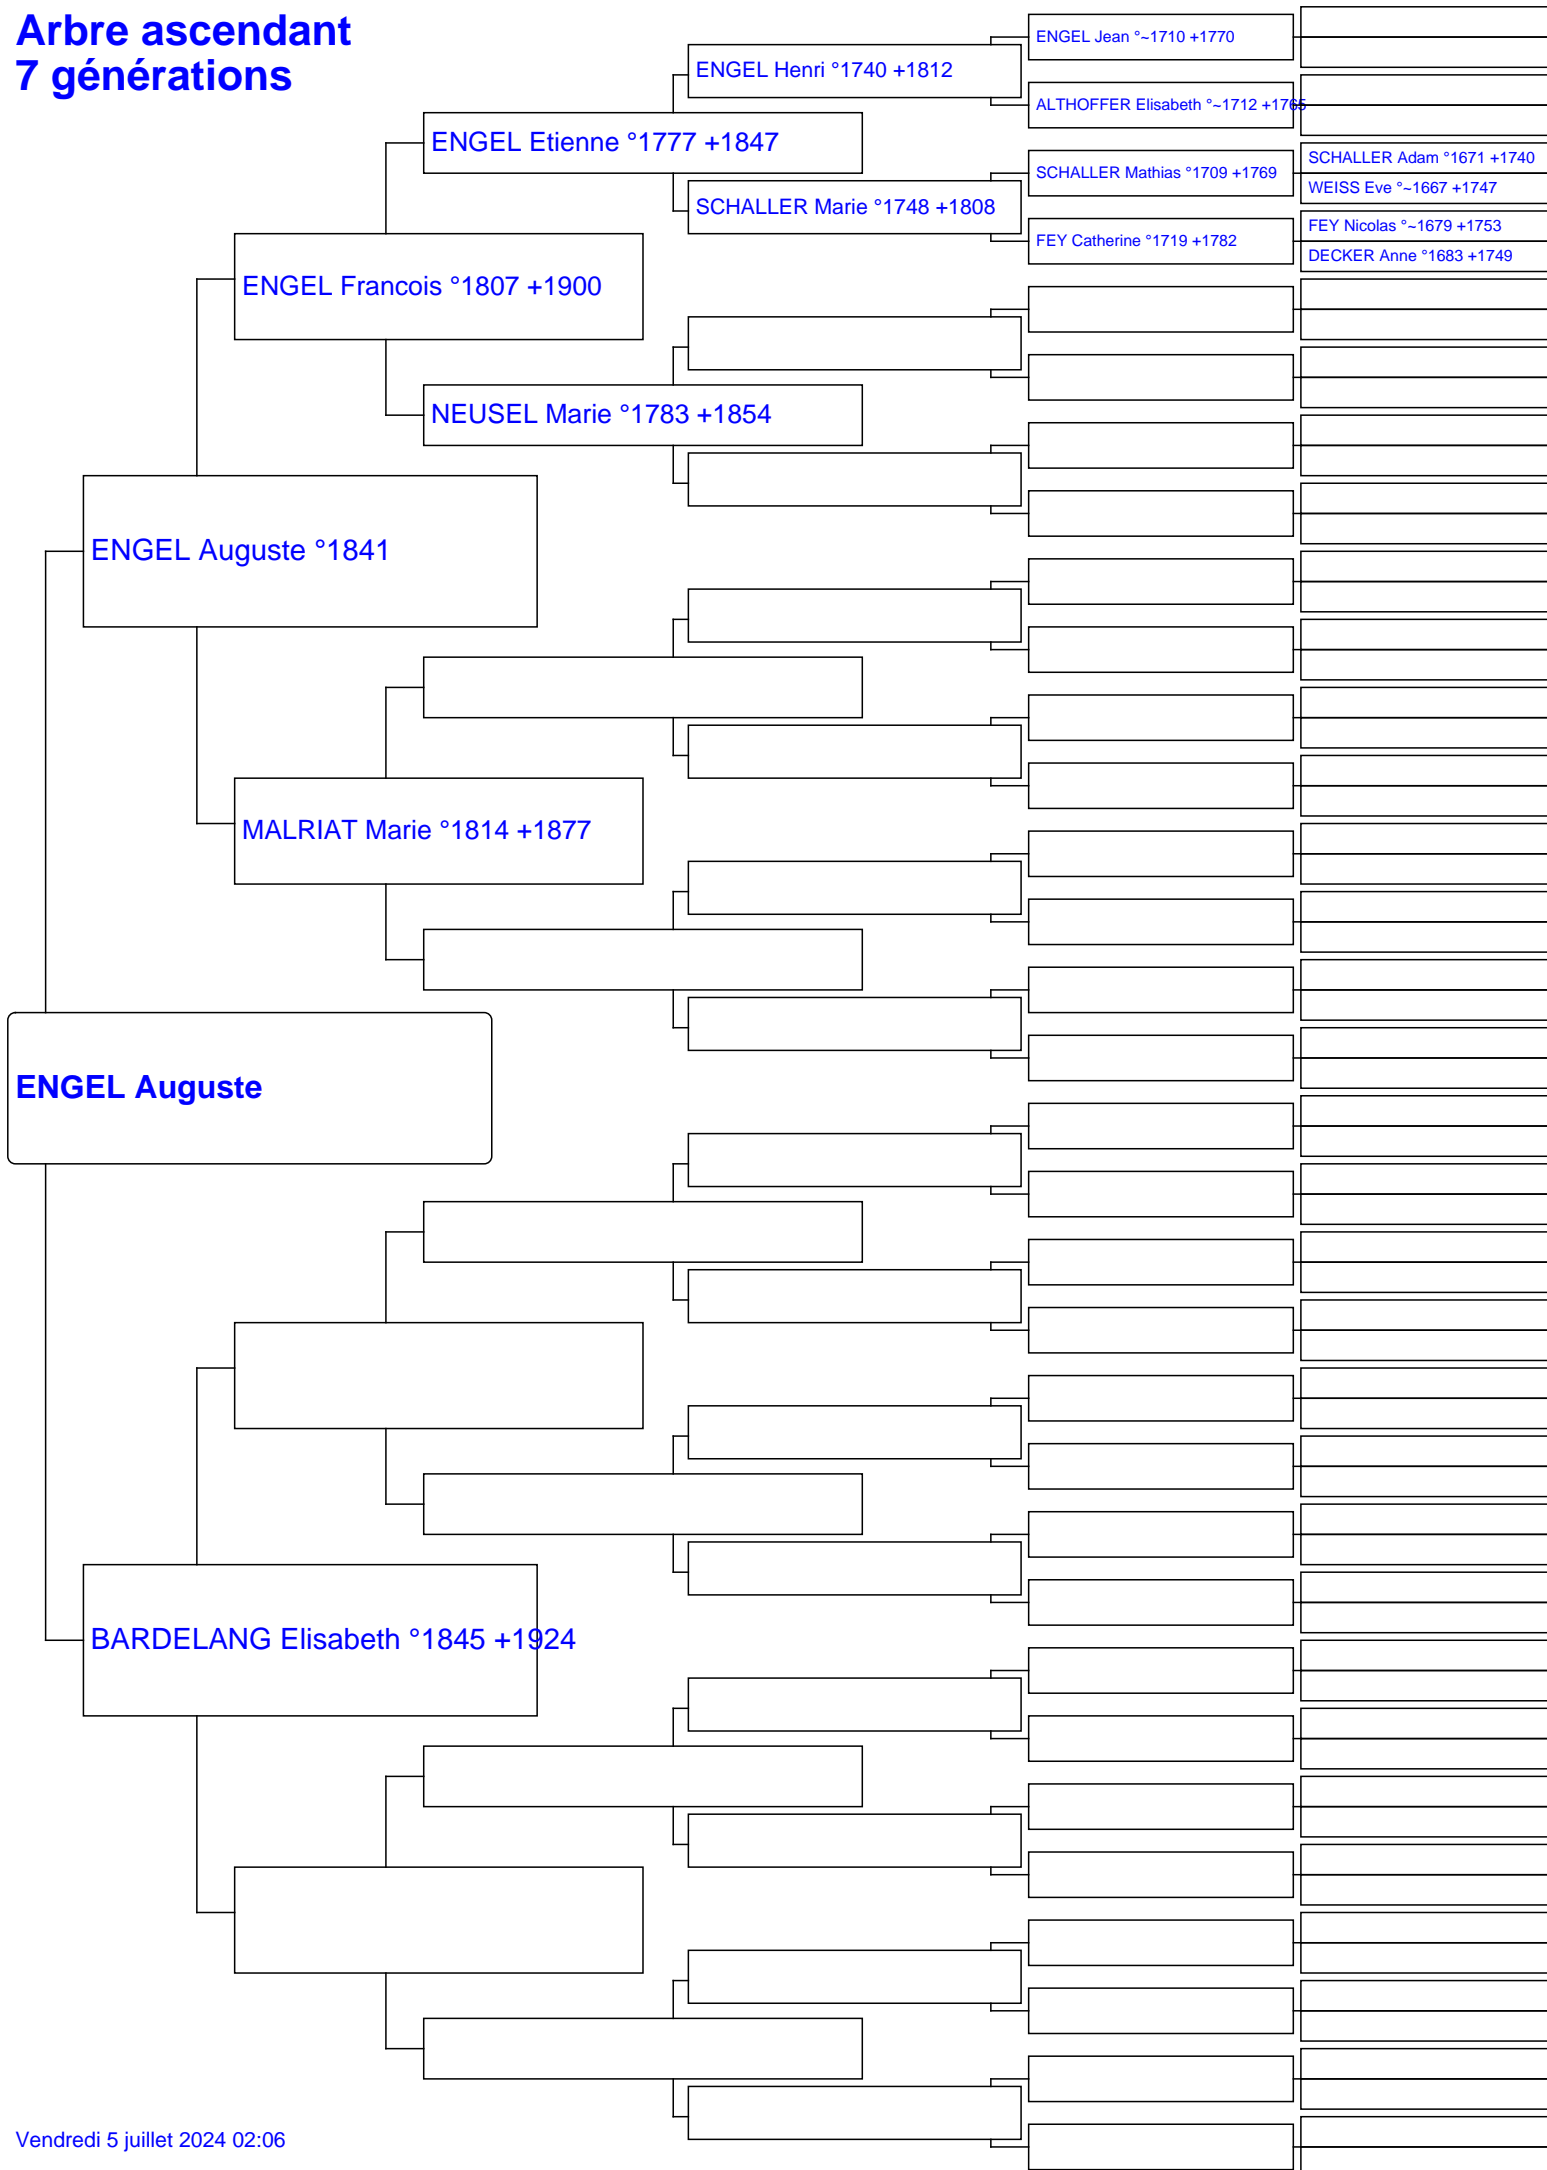 Arbre ascendant
7 générations
ENGEL Jean °~1710 +1770
ENGEL Henri °1740 +1812
ALTHOFFER Elisabeth °~1712 +1765
ENGEL Etienne °1777 +1847
SCHALLER Adam °1671 +1740
SCHALLER Mathias °1709 +1769
WEISS Eve °~1667 +1747
SCHALLER Marie °1748 +1808
FEY Nicolas °~1679 +1753
FEY Catherine °1719 +1782
DECKER Anne °1683 +1749
ENGEL Francois °1807 +1900
NEUSEL Marie °1783 +1854
ENGEL Auguste °1841
MALRIAT Marie °1814 +1877
ENGEL Auguste
BARDELANG Elisabeth °1845 +1924
Vendredi 5 juillet 2024 02:06